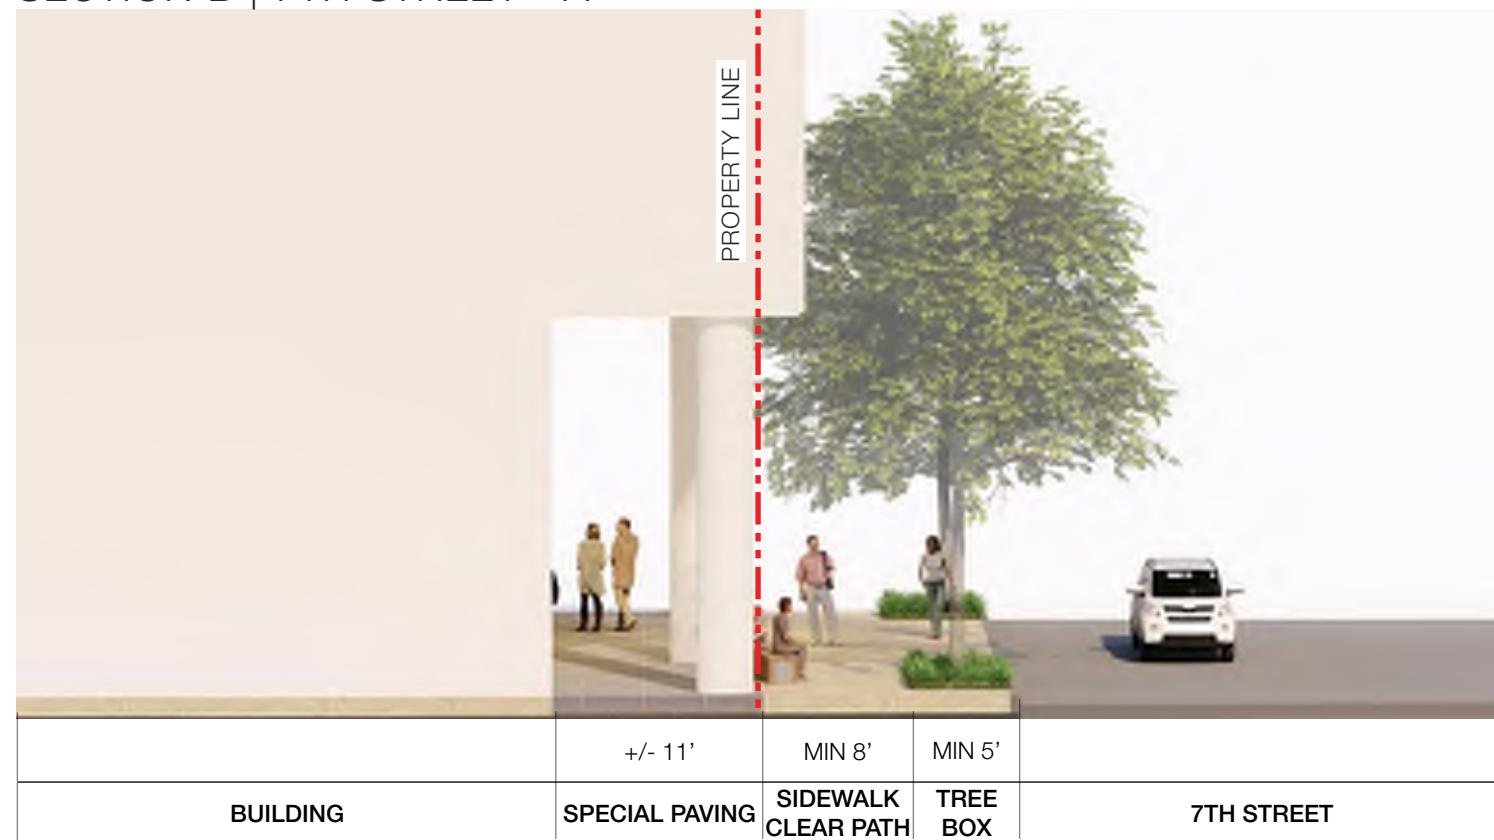 PROPERTY LINE
+/- 11’
MIN 8’
MIN 5’
BUILDING
SPECIAL PAVING
SIDEWALK
CLEAR PATH
TREE
BOX
7TH STREET